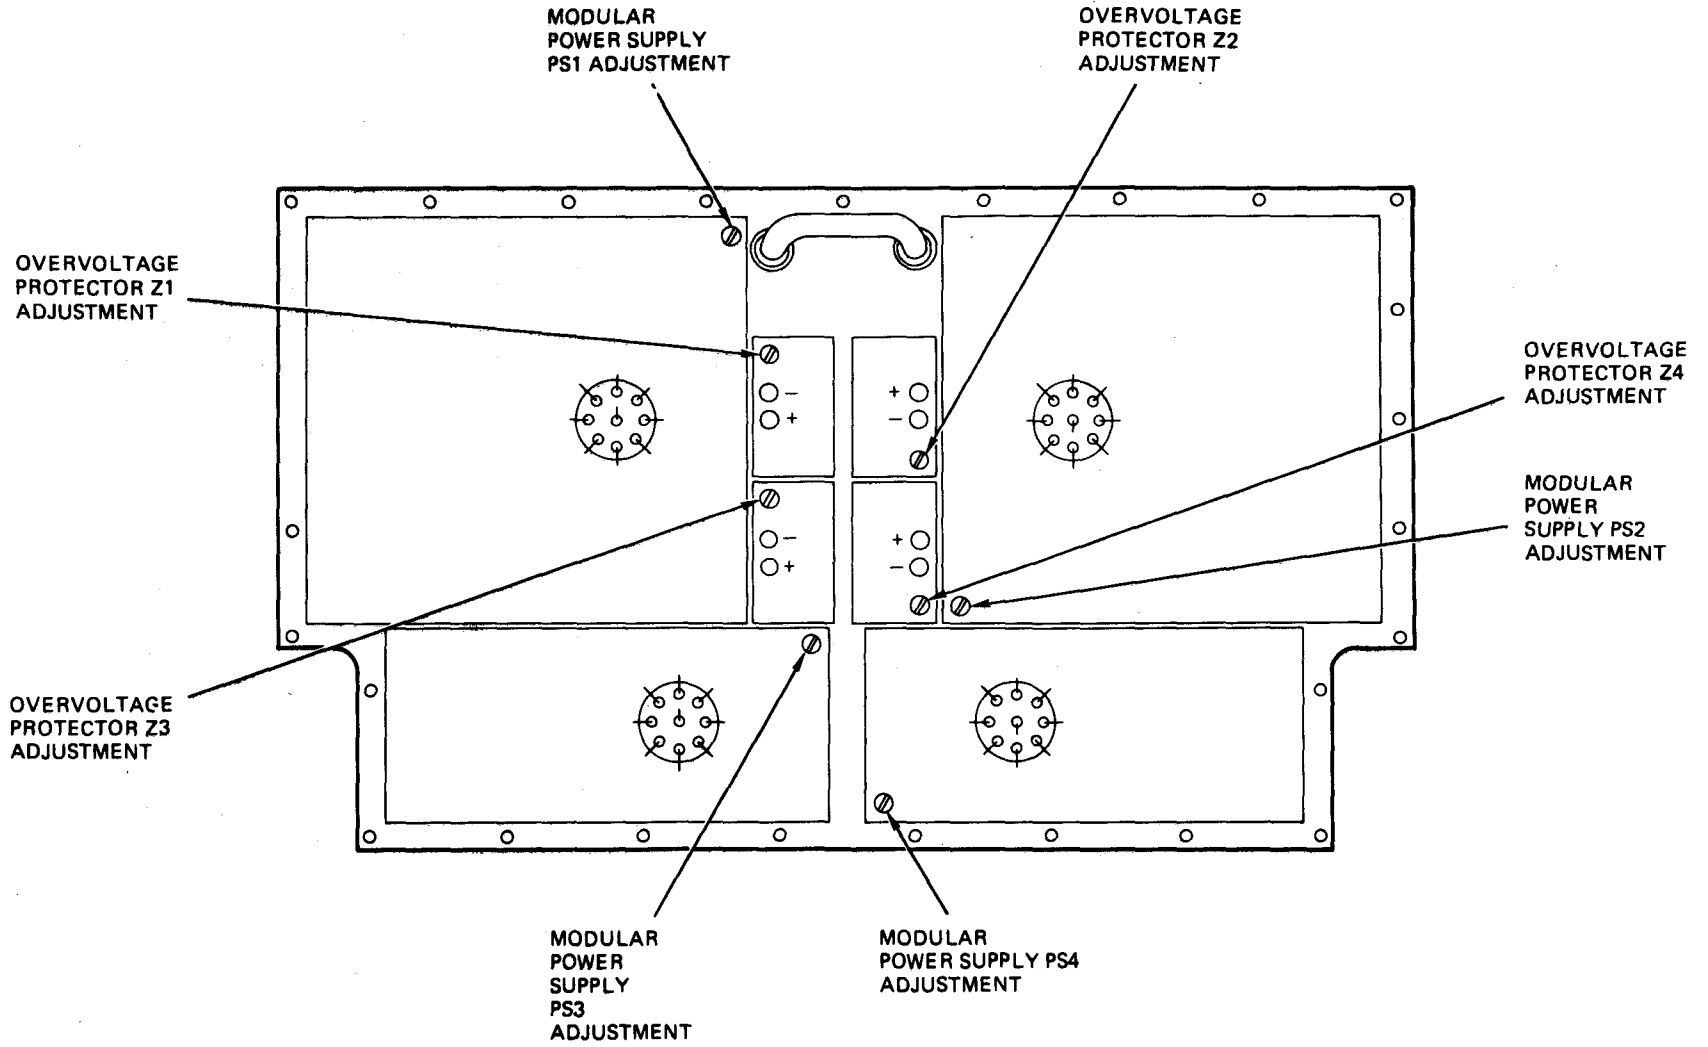 MODULAR
POWER SUPPLY
PS1 ADJUSTMENT
OVERVOLTAGE
PROTECTOR Z2
ADJUSTMENT
OVERVOLTAGE
PROTECTOR Z1
ADJUSTMENT
OVERVOLTAGE
PROTECTOR Z4
ADJUSTMENT
–
+
+
–
MODULAR
POWER
SUPPLY PS2
ADJUSTMENT
–
+
+
–
OVERVOLTAGE
PROTECTOR Z3
ADJUSTMENT
MODULAR
POWER
SUPPLY
PS3
ADJUSTMENT
MODULAR
POWER SUPPLY PS4
ADJUSTMENT